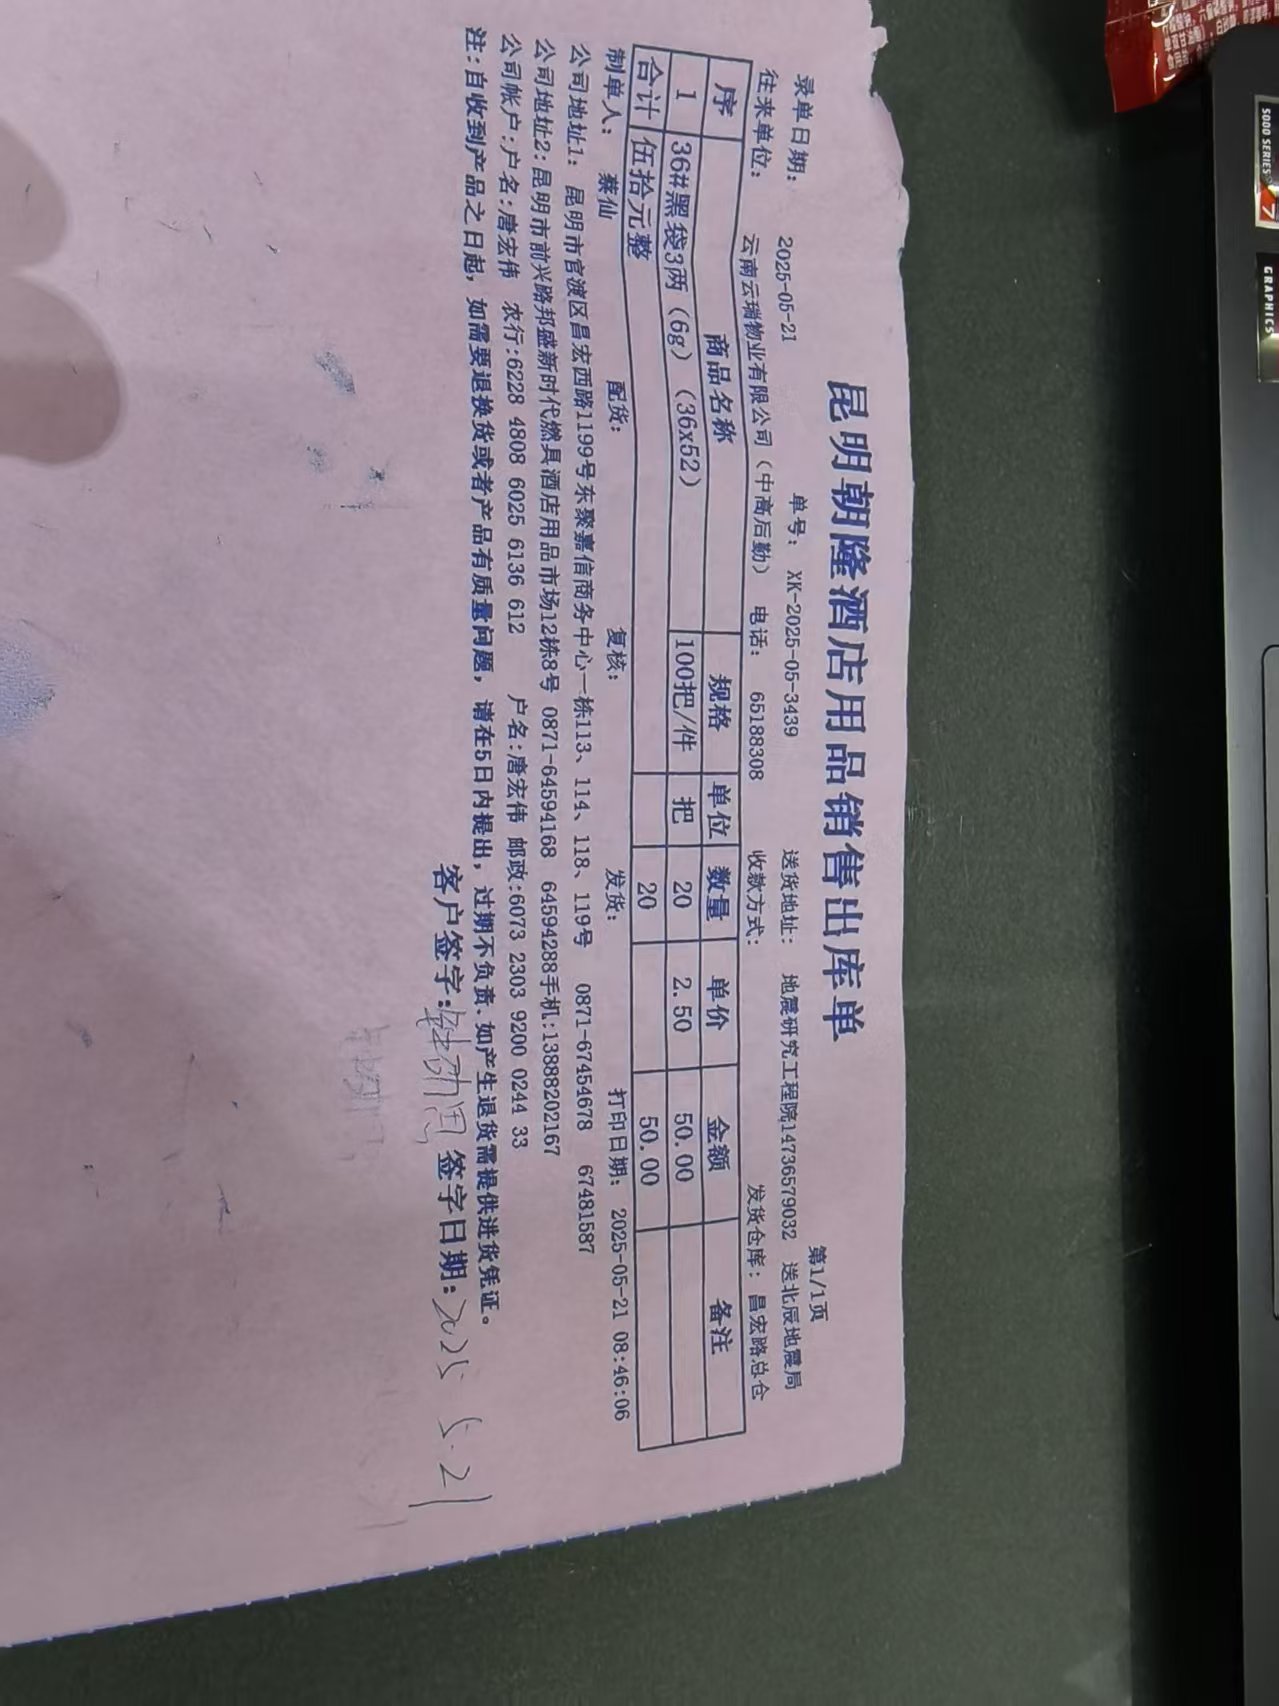 昆明朝隆酒店用品销售出库单
第1/1页
录单日期： 2025-05-21 单号： XK-2025-05-3439 送货地址： 地震研究工程院14736579032 送北辰地震局
往来单位： 云南云瑞物业有限公司（中高后勤） 电话： 65188308 收款方式： 发货仓库：昌宏路总仓
序 商品名称 规格 单位 数量 单价 金额 备注
1 36#黑袋3两（6g）（36x52） 100把/件 把 20 2.50 50.00
合计 伍拾元整 20 50.00
制单人： 蔡仙 配货： 复核： 发货： 打印日期： 2025-05-21 08:46:06
公司地址1： 昆明市官渡区昌宏西路1199号东聚嘉信商务中心一栋113、114、118、119号 0871-67454678 67481587
公司地址2：昆明市前兴路邦盛新时代燃具酒店用品市场12栋8号 0871-64594168 64594288手机:13888202167
公司帐户:户名:唐宏伟 农行:6228 4808 6025 6136 612 户名:唐宏伟 邮政:6073 2303 9200 0244 33
注:自收到产品之日起，如需要退换货或者产品有质量问题，请在5日内提出，过期不负责.如产生退货需提供进货凭证。
客户签字: 签字日期:2025 5.21
5000 SERIES
7
GRAPHICS